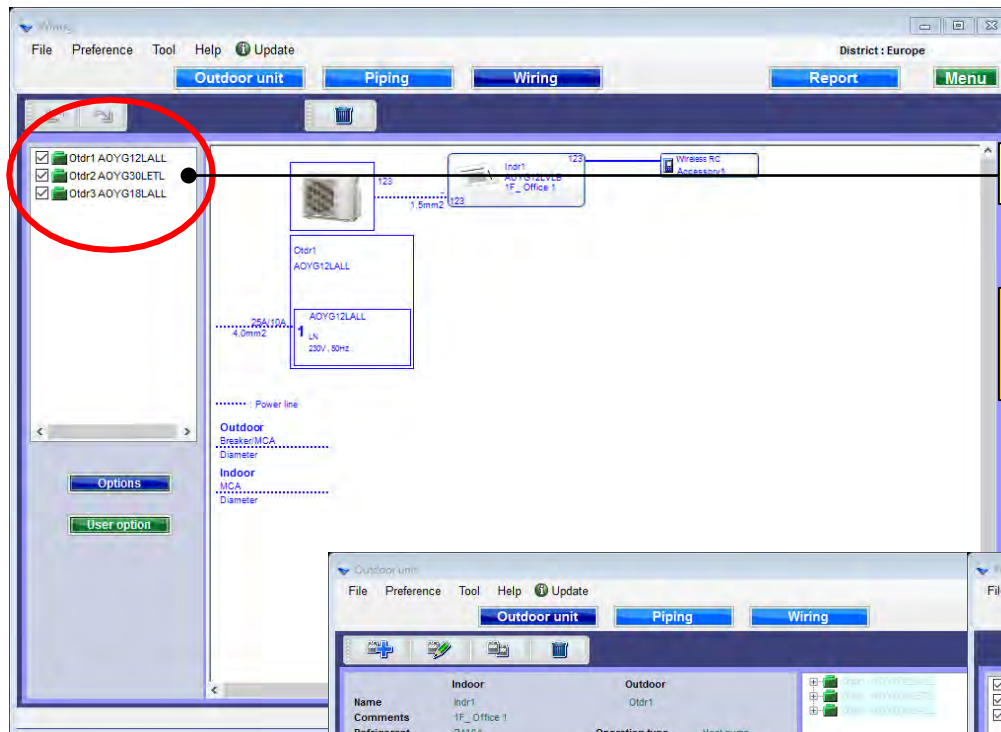 Wiring
File Preference Tool Help Update
District : Europe
Outdoor unit Piping Wiring Report Menu
Otdr1 AOYG12LALL
Otdr2 AOYG30LETL
Otdr3 AOYG18LALL
123
1.5mm2
Indr1
123
1F_ Office 1
123
Wireless RC
Accessory1
Otdr1
AOYG12LALL
25A/10A
4.0mm2
AOYG12LALL
1 LN
230V , 50Hz
: Power line
Outdoor
Breaker/MCA
Diameter
Indoor
MCA
Diameter
Options
User option
Outdoor unit
File Preference Tool Help Update
Outdoor unit Piping Wiring
Indoor Outdoor
Name Indr1 Otdr1
Comments 1F_ Office 1